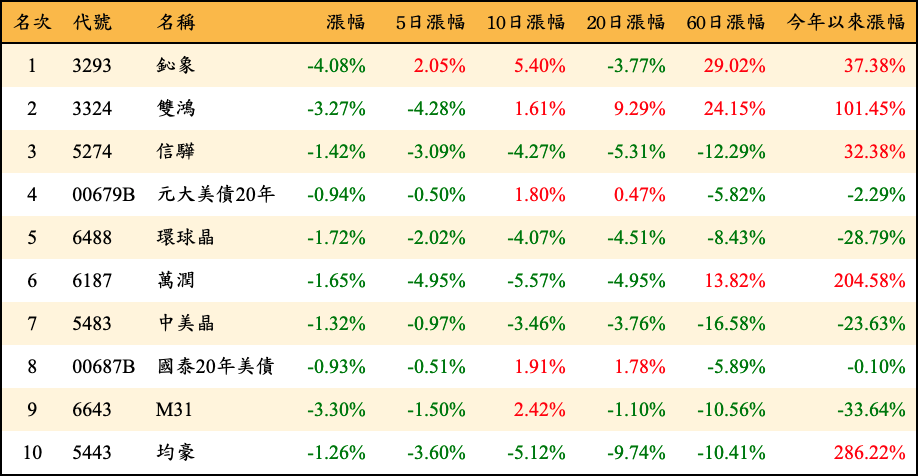 名次 代號 名稱 漲幅 5日漲幅 10日漲幅 20日漲幅 60日漲幅 今年以來漲幅
1 3293 鈊象 -4.08% 2.05% 5.40% -3.77% 29.02% 37.38%
2 3324 雙鴻 -3.27% -4.28% 1.61% 9.29% 24.15% 101.45%
3 5274 信驊 -1.42% -3.09% -4.27% -5.31% -12.29% 32.38%
4 00679B 元大美債20年 -0.94% -0.50% 1.80% 0.47% -5.82% -2.29%
5 6488 環球晶 -1.72% -2.02% -4.07% -4.51% -8.43% -28.79%
6 6187 萬潤 -1.65% -4.95% -5.57% -4.95% 13.82% 204.58%
7 5483 中美晶 -1.32% -0.97% -3.46% -3.76% -16.58% -23.63%
8 00687B 國泰20年美債 -0.93% -0.51% 1.91% 1.78% -5.89% -0.10%
9 6643 M31 -3.30% -1.50% 2.42% -1.10% -10.56% -33.64%
10 5443 均豪 -1.26% -3.60% -5.12% -9.74% -10.41% 286.22%